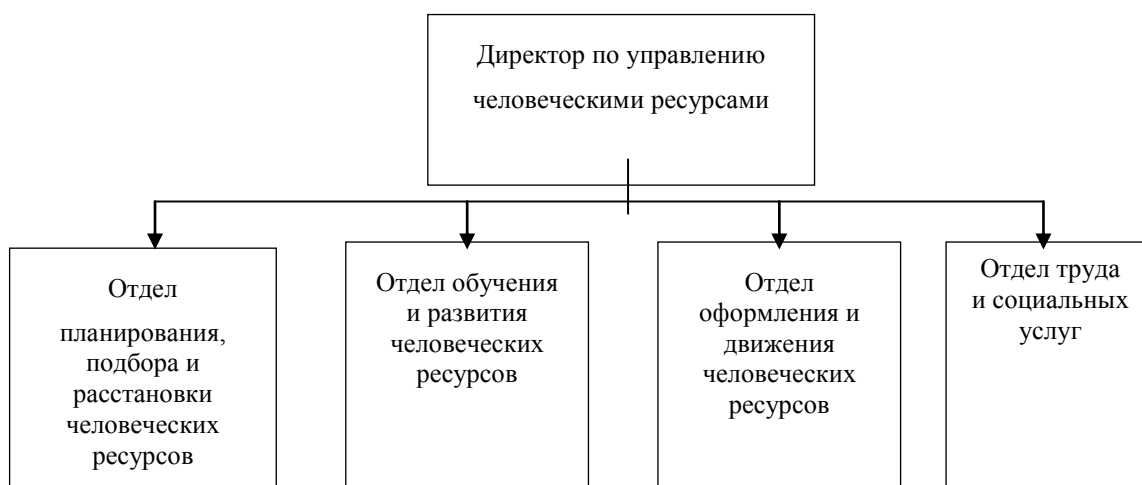 Директор по управлению
человеческими ресурсами
Отдел
планирования,
подбора и
расстановки
человеческих
ресурсов
Отдел обучения
и развития
человеческих
ресурсов
Отдел
оформления и
движения
человеческих
ресурсов
Отдел труда
и социальных
услуг